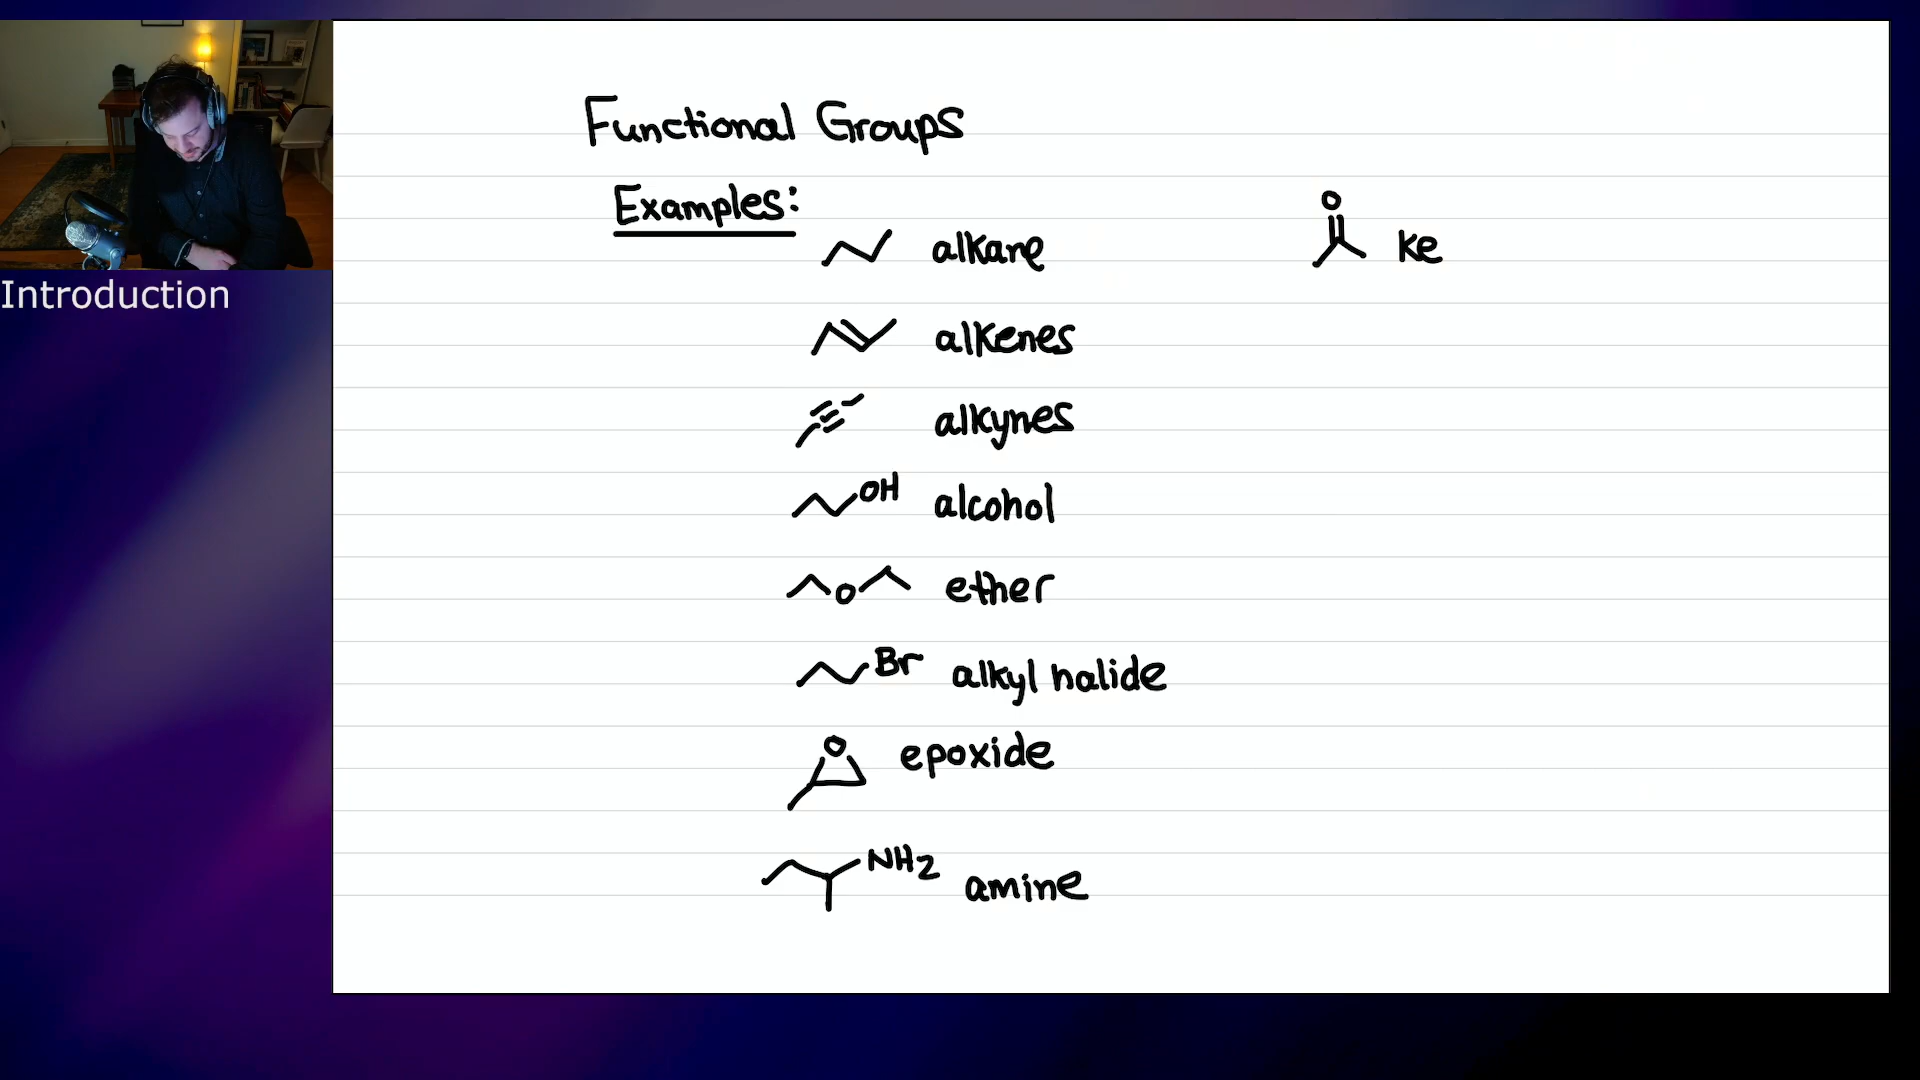 Functional Groups
Examples:
alkane
alkenes
alkynes
OH alcohol
O ether
Br alkyl halide
O epoxide
NH2 amine
O
Ke
Introduction